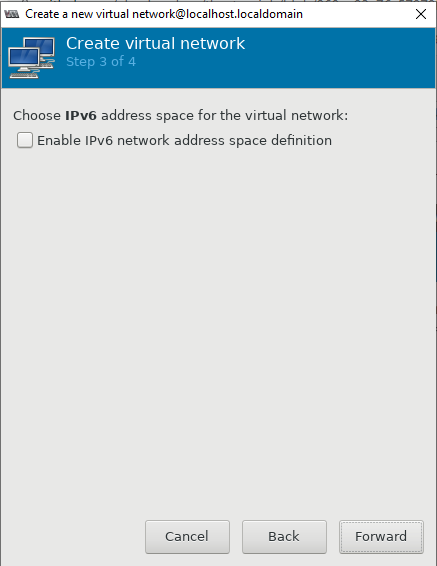 Create a new virtual network@localhost.localdomain
Create virtual network
Step 3 of 4
Choose IPv6 address space for the virtual network:
Enable IPv6 network address space definition
Cancel
Back
Forward